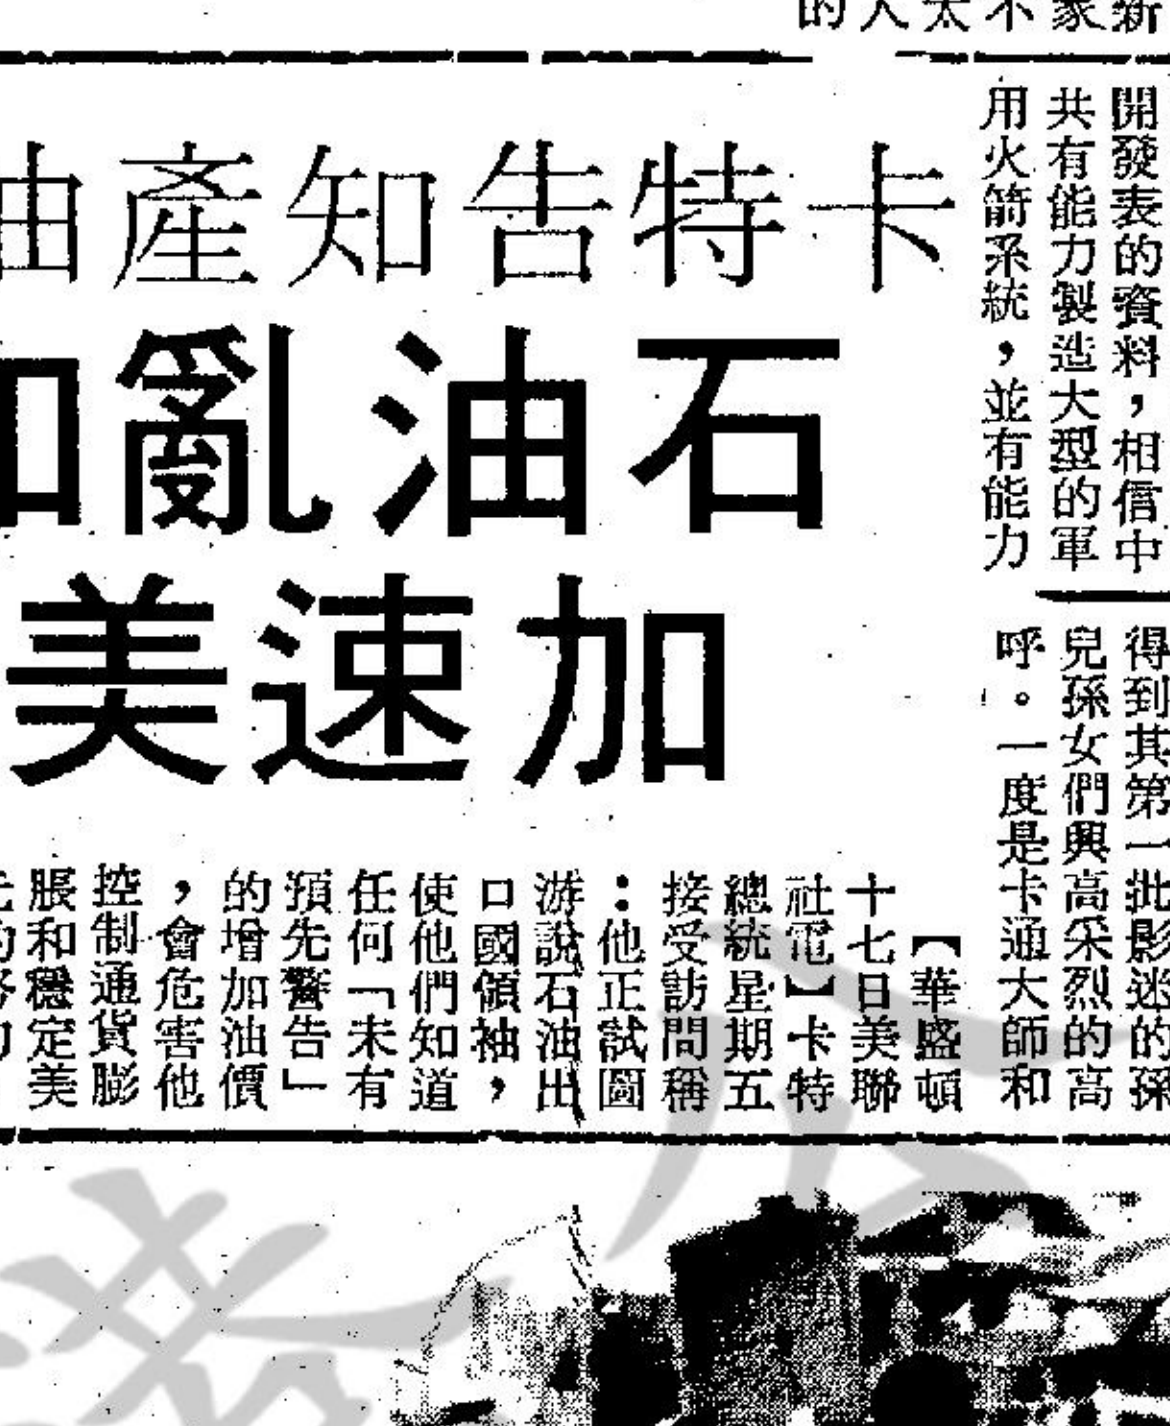 新家不太人的
開發表的資料，相信中
共有能力製造大型的軍
用火箭系統，並有能力
得到其第一批影迷的孫
兒孫女們興高采烈的高
呼。一度是卡通大師和
卡特告知產油
石油亂加
加速美
【華盛頓
十七日美聯
社電】卡特
總統星期五
接受訪問稱
：他正試圖
游說石油出
口國領袖，
使他們知道
任何「未有
預先警告」
的增加油價
，會危害他
控制通貨膨
脹和穩定美